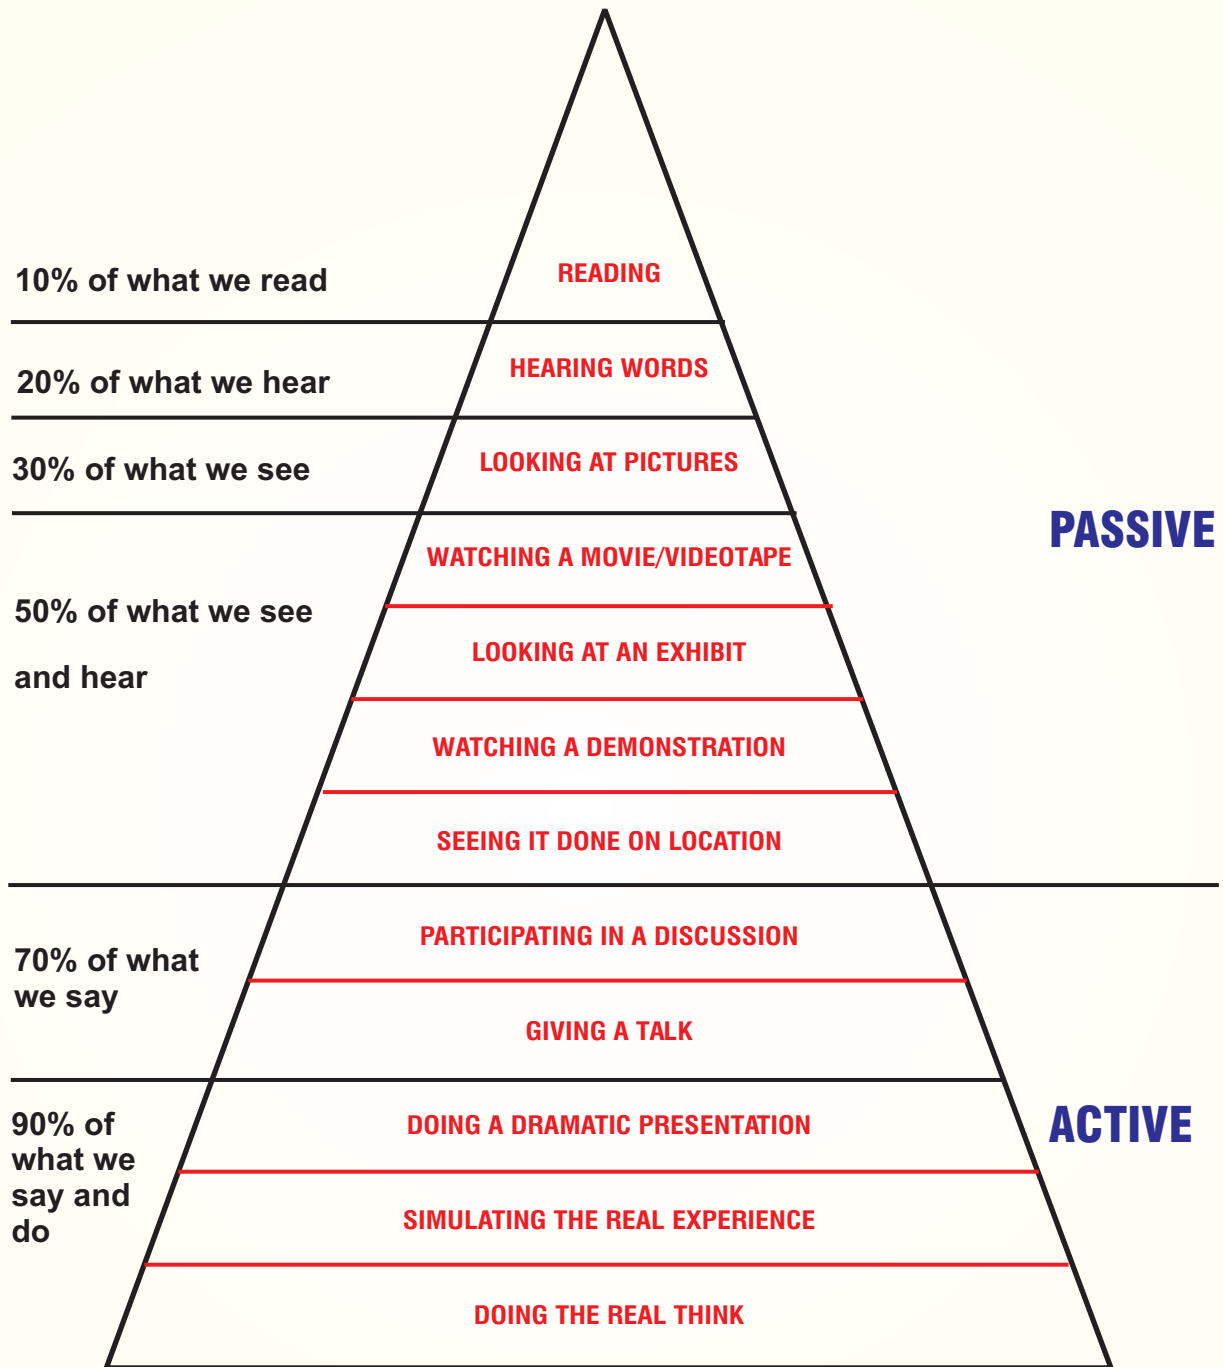 10% of what we read
READING
20% of what we hear
HEARING WORDS
30% of what we see
LOOKING AT PICTURES
PASSIVE
50% of what we see
and hear
WATCHING A MOVIE/VIDEOTAPE
LOOKING AT AN EXHIBIT
WATCHING A DEMONSTRATION
SEEING IT DONE ON LOCATION
70% of what
we say
PARTICIPATING IN A DISCUSSION
GIVING A TALK
90% of
what we
say and
do
DOING A DRAMATIC PRESENTATION
SIMULATING THE REAL EXPERIENCE
DOING THE REAL THINK
ACTIVE